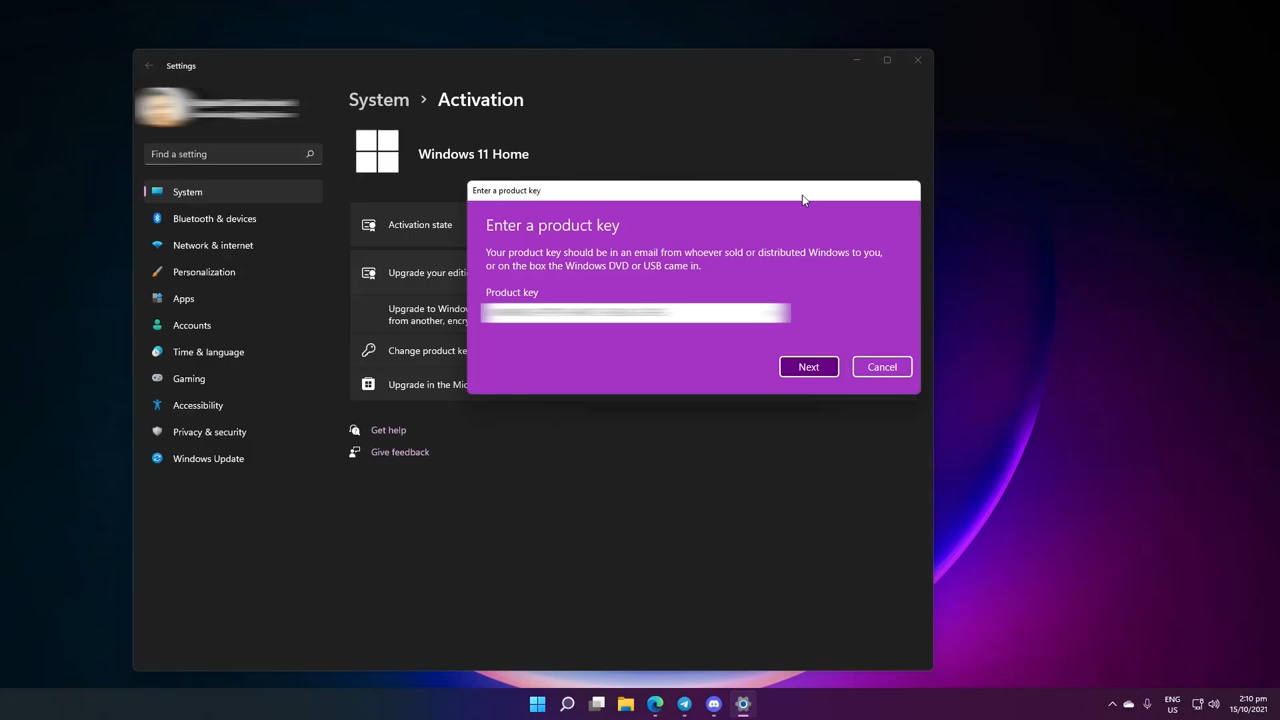 Settings
System > Activation
Windows 11 Home
Find a setting
System
Bluetooth & devices
Network & internet
Personalization
Apps
Accounts
Time & language
Gaming
Accessibility
Privacy & security
Windows Update
Activation state
Upgrade your editi
Upgrade to Windo
from another, encry
Change product ke
Upgrade in the Mic
Get help
Give feedback
Enter a product key
Enter a product key
Your product key should be in an email from whoever sold or distributed Windows to you,
or on the box the Windows DVD or USB came in.
Product key
Next
Cancel
ENG
US
2:10 pm
15/10/2021